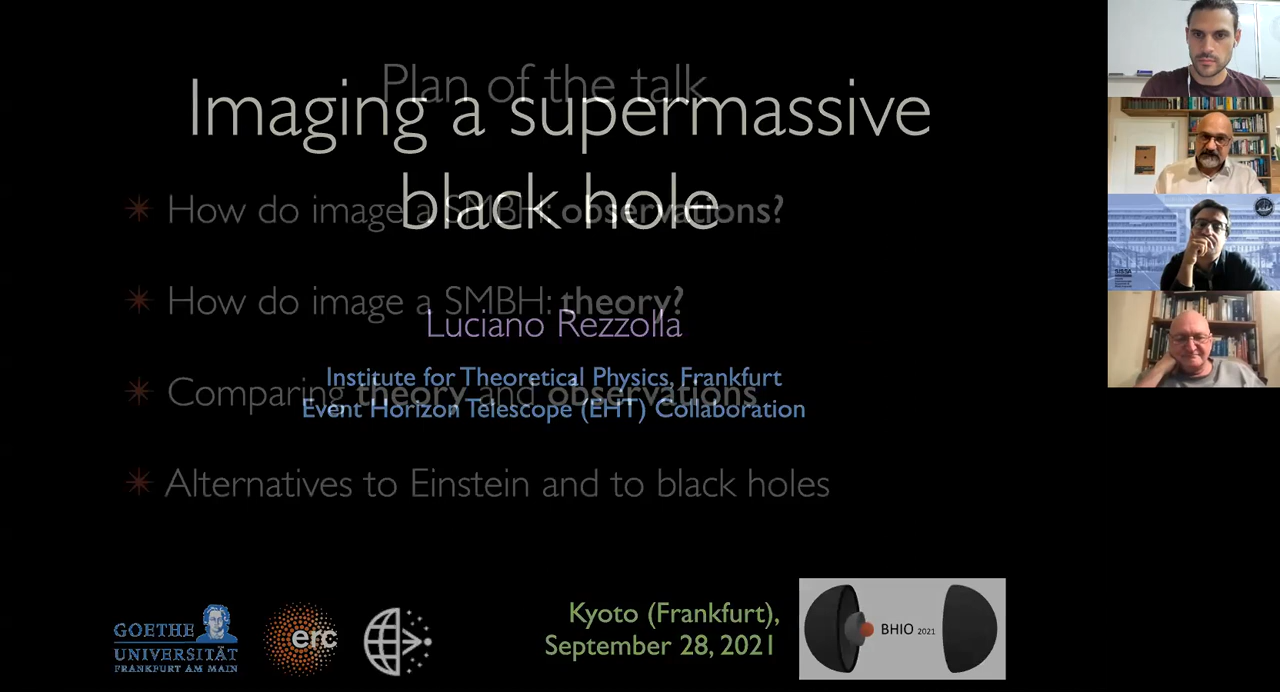 Plan of the talk
Imaging a supermassive
black hole
How do image a SMBH: observations?
How do image a SMBH: theory?
Luciano Rezzolla
Institute for Theoretical Physics, Frankfurt
Comparing theory and observations
Event Horizon Telescope (EHT) Collaboration
Alternatives to Einstein and to black holes
Kyoto (Frankfurt),
September 28, 2021
GOETHE
UNIVERSITÄT
FRANKFURT AM MAIN
erc
BHIO 2021
SISSA